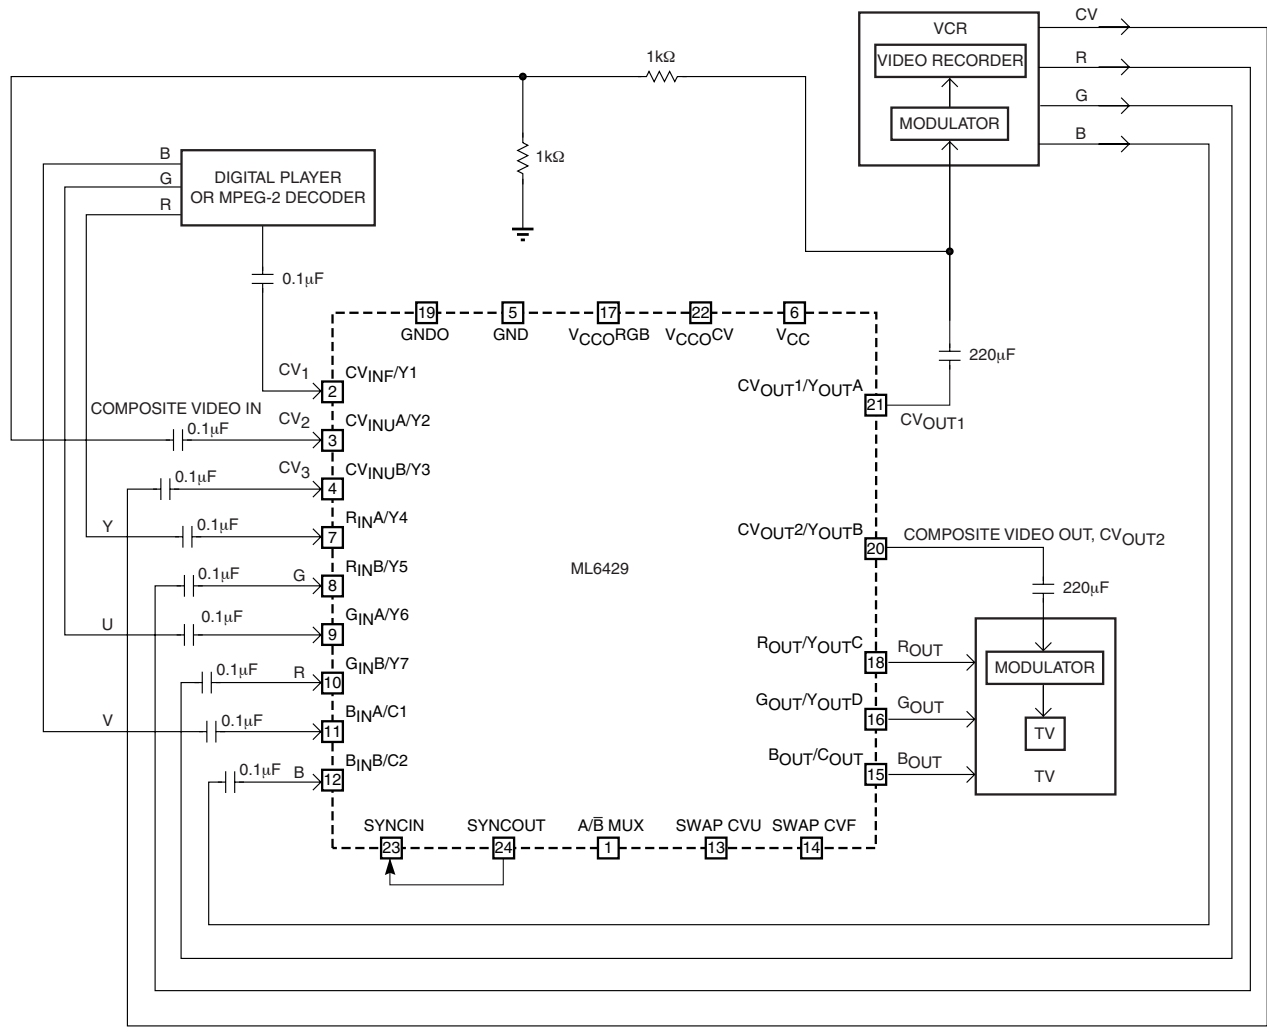 CV
VCR
1kΩ
VIDEO RECORDER
R
G
MODULATOR
B
1kΩ
B
G
R
DIGITAL PLAYER
OR MPEG-2 DECODER
0.1µF
19
5
17
22
6
GNDO
GND
VCCORGB
VCCOCV
VCC
220µF
CV1
CVINF/Y1
2
CVOUT1/YOUTA
21
CVOUT1
COMPOSITE VIDEO IN
0.1µF
CV2
CVINUA/Y2
3
0.1µF
CV3
CVINUB/Y3
4
Y
0.1µF
RINA/Y4
7
CVOUT2/YOUTB
20
COMPOSITE VIDEO OUT, CVOUT2
0.1µF
G
RINB/Y5
8
ML6429
220µF
U
0.1µF
GINA/Y6
9
ROUT/YOUTC
18
ROUT
MODULATOR
0.1µF
R
GINB/Y7
10
GOUT/YOUTD
16
GOUT
V
0.1µF
BINA/C1
11
TV
BOUT/COUT
15
BOUT
TV
0.1µF
B
BINB/C2
12
SYNCIN
SYNCOUT
A/B̅ MUX
SWAP CVU
SWAP CVF
23
24
1
13
14